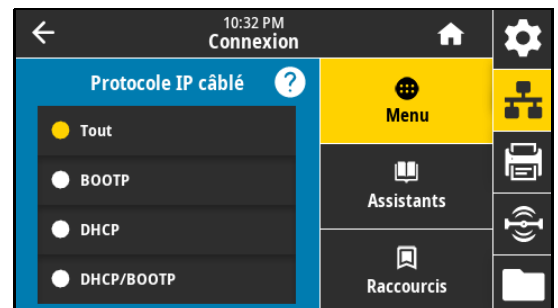 10:32 PM
Connexion
Protocole IP câblé ?
Tout
BOOTP
DHCP
DHCP/BOOTP
Menu
Assistants
Raccourcis